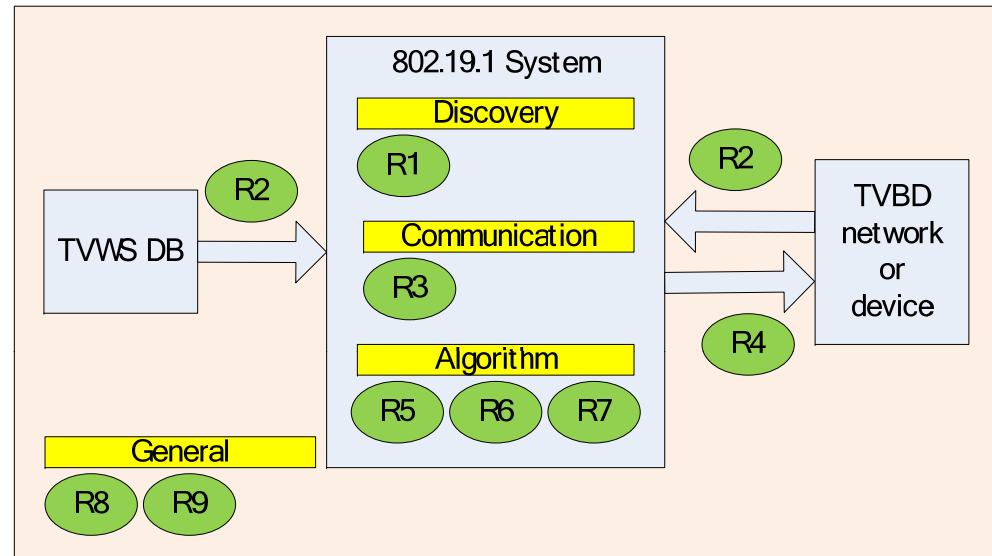 802.19.1 System
Discovery
R1
R2
TVWS DB
Communication
R3
Algorithm
R5 R6 R7
R2
TVBD
network
or
device
R4
General
R8 R9